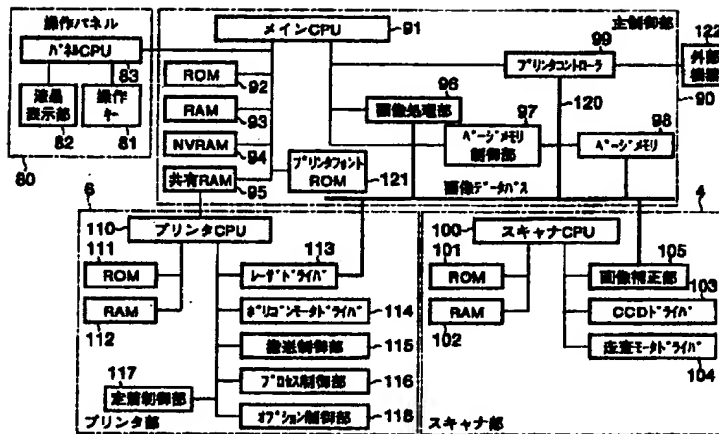 操作パネル
パネルCPU
83
液晶
表示部
操作
キー
82
81
80
メインCPU
91
主制御部
ROM
92
RAM
93
NVRAM
94
共有RAM
95
プリンタフォント
ROM
121
画像処理部
96
97
ページメモリ
制御部
98
ページメモリ
99
プリンタコントローラ
120
122
外部
機器
90
画像データバス
6
110
プリンタCPU
111
ROM
RAM
112
113
レーザドライバ
ポリゴンモータドライバ
114
搬送制御部
115
プロセス制御部
116
117
定着制御部
オプション制御部
118
プリンタ部
4
100
スキャナCPU
101
ROM
RAM
102
105
画像補正部
103
CCDドライバ
走査モータドライバ
104
スキャナ部